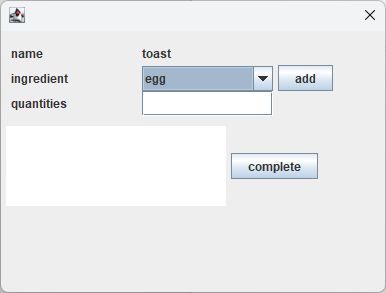 name toast
ingredient egg add
quantities
complete